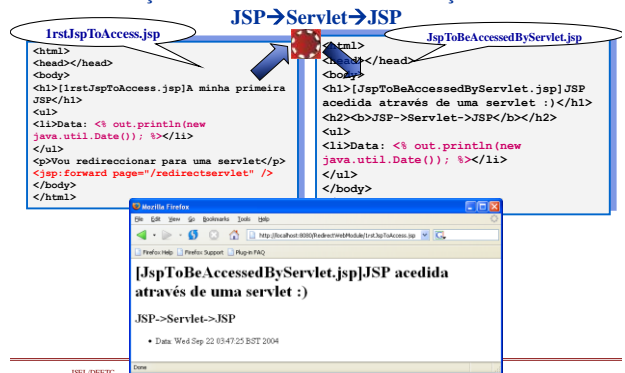 JSP→Servlet→JSP
1rstJspToAccess.jsp
<html>
<head></head>
<body>
<h1>[1rstJspToAccess.jsp]A minha primeira
JSP</h1>
<ul>
<li>Data: <% out.println(new
java.util.Date()); %></li>
</ul>
<p>Vou redireccionar para uma servlet</p>
<jsp:forward page="/redirectservlet" />
</body>
</html>
JspToBeAccessedByServlet.jsp
<html>
<head></head>
<body>
<h1>[JspToBeAccessedByServlet.jsp]JSP
acedida através de uma servlet :)</h1>
<h2><b>JSP->Servlet->JSP</b></h2>
<ul>
<li>Data: <% out.println(new
java.util.Date()); %></li>
</ul>
</body>
Mozilla Firefox
File Edit View Go Bookmarks Tools Help
http://localhost:8080/RedirectWebModule/1rstJspToAccess.jsp
Firefox Help Firefox Support Plug-in FAQ
[JspToBeAccessedByServlet.jsp]JSP acedida
através de uma servlet :)
JSP->Servlet->JSP
• Data: Wed Sep 22 03:47:25 BST 2004
Done
ISEL/DEETC